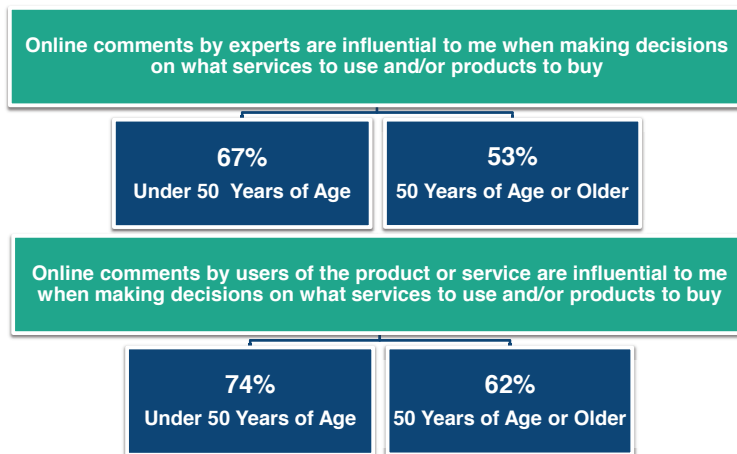 Online comments by experts are influential to me when making decisions
on what services to use and/or products to buy
67%
Under 50 Years of Age
53%
50 Years of Age or Older
Online comments by users of the product or service are influential to me
when making decisions on what services to use and/or products to buy
74%
Under 50 Years of Age
62%
50 Years of Age or Older